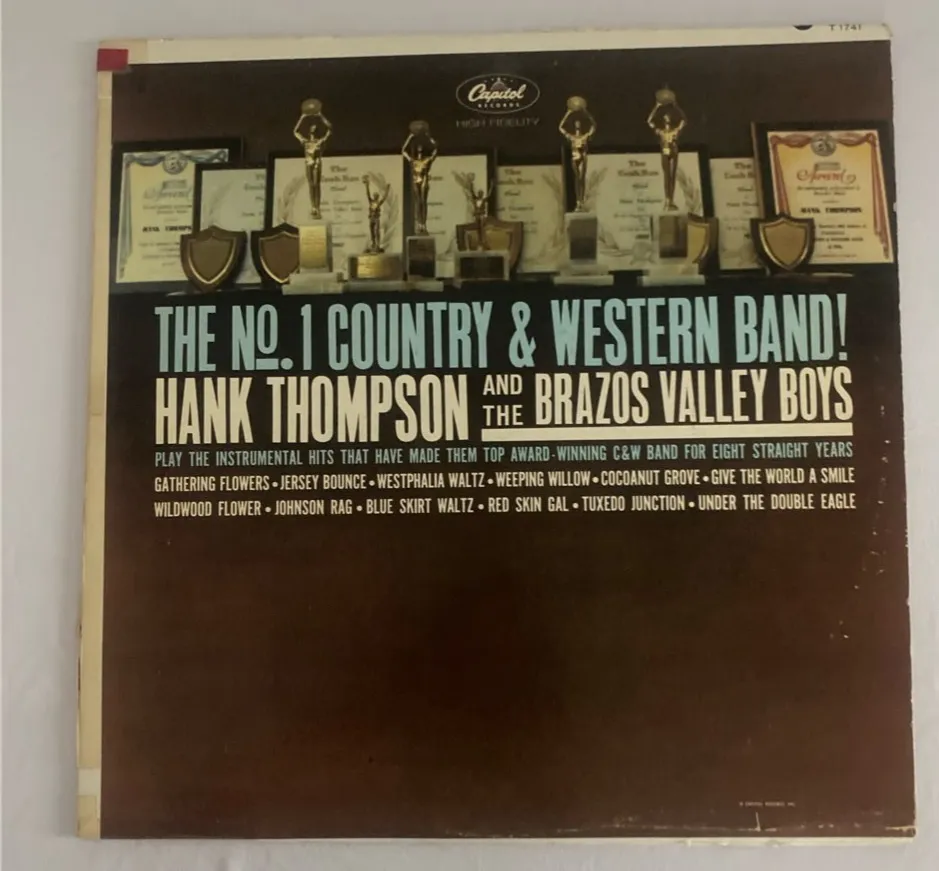 T 1741
Capitol
RECORDS
HIGH FIDELITY
HANK THOMPSON
THE NO. 1 COUNTRY & WESTERN BAND!
HANK THOMPSON AND THE BRAZOS VALLEY BOYS
PLAY THE INSTRUMENTAL HITS THAT HAVE MADE THEM TOP AWARD-WINNING C&W BAND FOR EIGHT STRAIGHT YEARS
GATHERING FLOWERS • JERSEY BOUNCE • WESTPHALIA WALTZ • WEEPING WILLOW • COCOANUT GROVE • GIVE THE WORLD A SMILE
WILDWOOD FLOWER • JOHNSON RAG • BLUE SKIRT WALTZ • RED SKIN GAL • TUXEDO JUNCTION • UNDER THE DOUBLE EAGLE